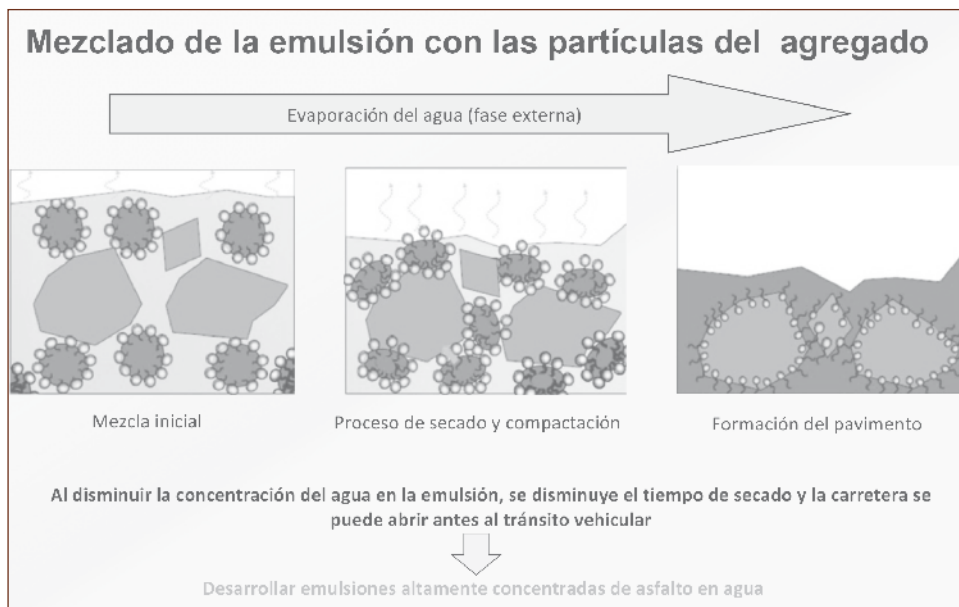 Mezclado de la emulsión con las partículas del agregado
Evaporación del agua (fase externa)
Mezcla inicial
Proceso de secado y compactación
Formación del pavimento
Al disminuir la concentración del agua en la emulsión, se disminuye el tiempo de secado y la carretera se
puede abrir antes al tránsito vehicular
Desarrollar emulsiones altamente concentradas de asfalto en agua